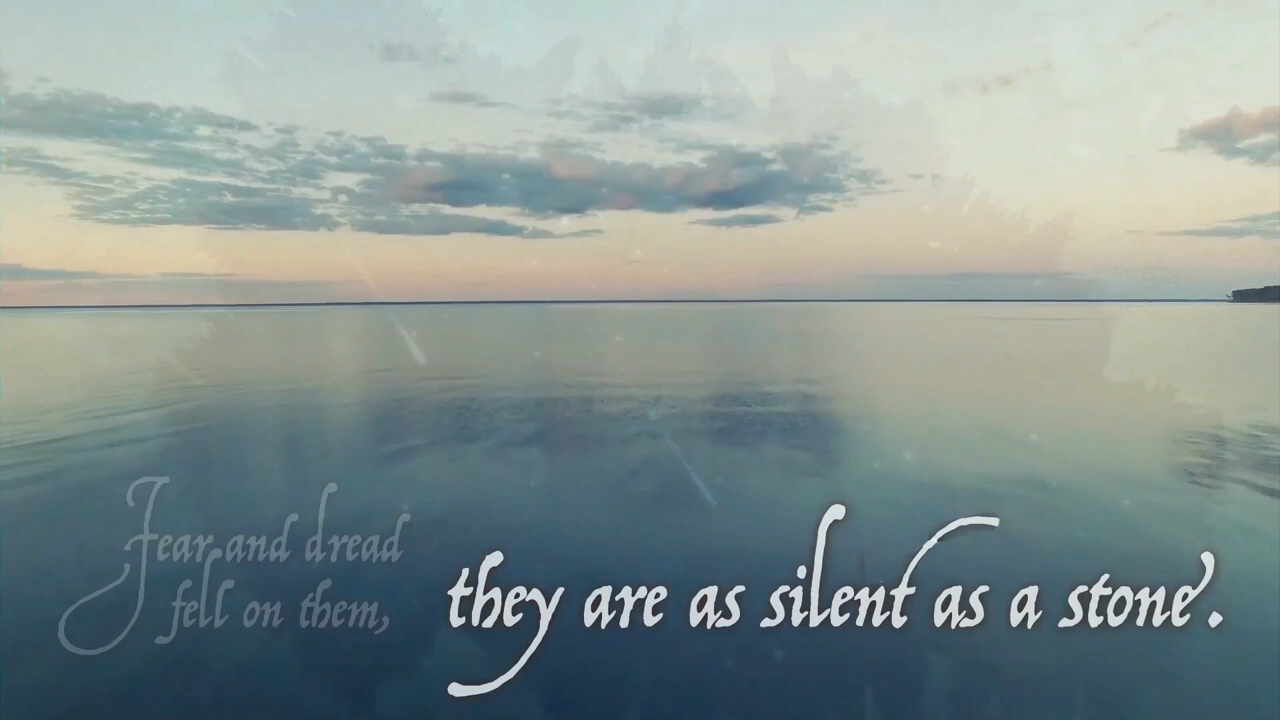 Fear and dread
fell on them,
they are as silent as a stone.